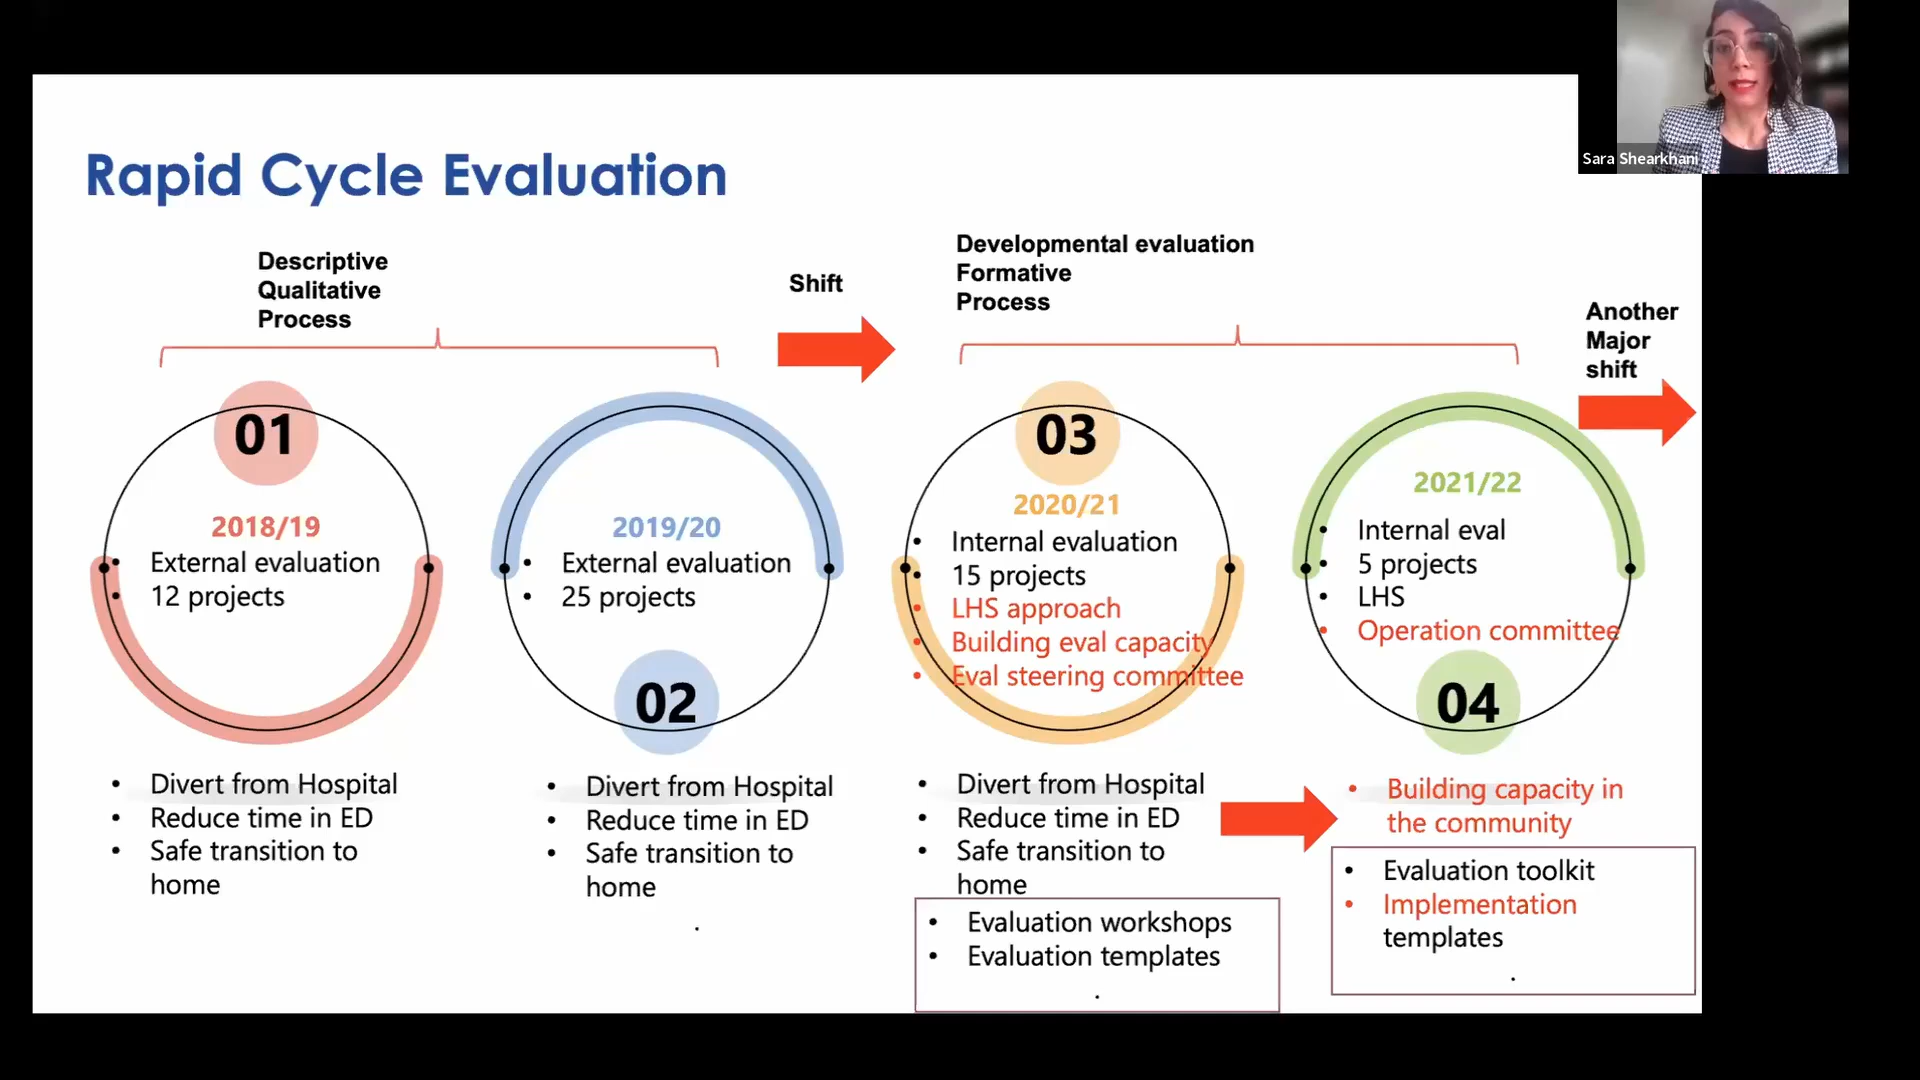 Sara Shearkhani
Rapid Cycle Evaluation
Descriptive
Qualitative
Process
Shift
Developmental evaluation
Formative
Process
Another
Major
shift
01
2018/19
• External evaluation
• 12 projects
• Divert from Hospital
• Reduce time in ED
• Safe transition to
home
2019/20
• External evaluation
• 25 projects
02
• Divert from Hospital
• Reduce time in ED
• Safe transition to
home
.
03
2020/21
• Internal evaluation
• 15 projects
• LHS approach
• Building eval capacity
• Eval steering committee
• Divert from Hospital
• Reduce time in ED
• Safe transition to
home
• Evaluation workshops
• Evaluation templates
.
2021/22
• Internal eval
• 5 projects
• LHS
• Operation committee
04
• Building capacity in
the community
• Evaluation toolkit
• Implementation
templates
.